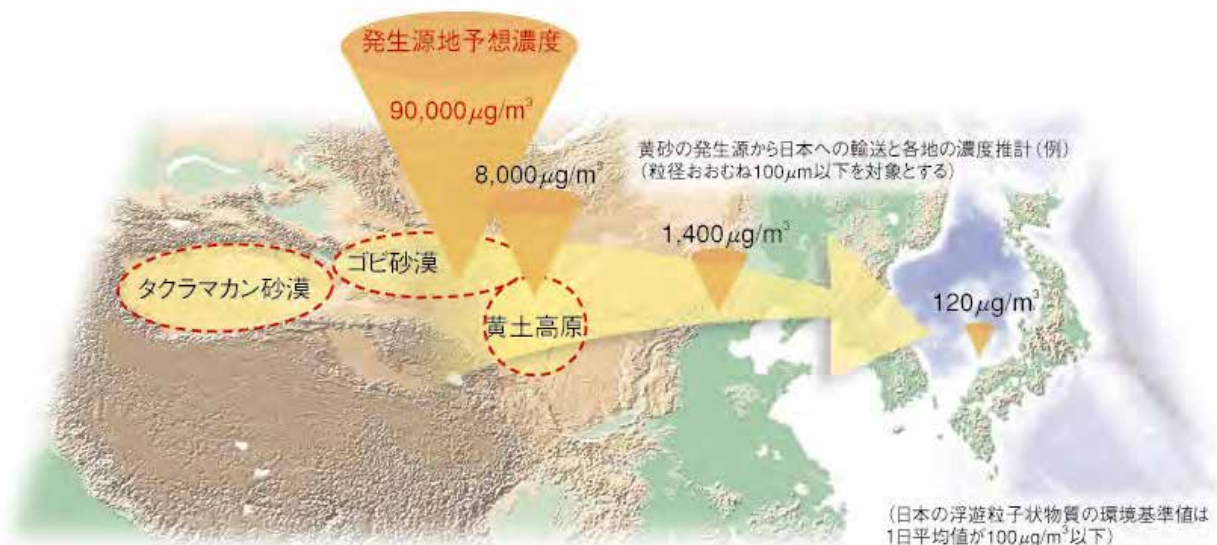 発生源地予想濃度
90,000μg/m³
8,000μg/m³
黄砂の発生源から日本への輸送と各地の濃度推計(例)
(粒径おおむね100μm以下を対象とする)
1,400μg/m³
ゴビ砂漠
タクラマカン砂漠
黄土高原
120μg/m³
(日本の浮遊粒子状物質の環境基準値は
1日平均値が100μg/m³以下)